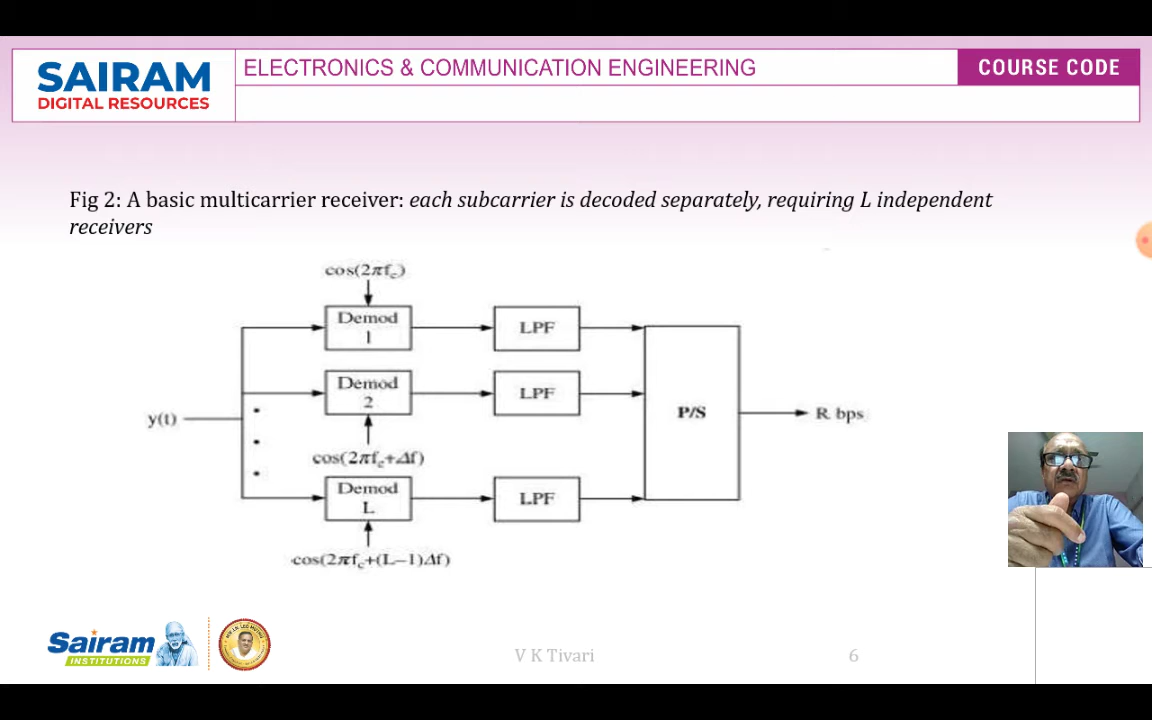 SAIRAM
DIGITAL RESOURCES
ELECTRONICS & COMMUNICATION ENGINEERING
COURSE CODE
Fig 2: A basic multicarrier receiver: each subcarrier is decoded separately, requiring L independent
receivers
cos(2πf_c)
Demod
1
LPF
Demod
2
LPF
y(t)
P/S
R bps
cos(2πf_c+Δf)
Demod
L
LPF
cos(2πf_c+(L−1)Δf)
Sairam
INSTITUTIONS
V K Tivari
6